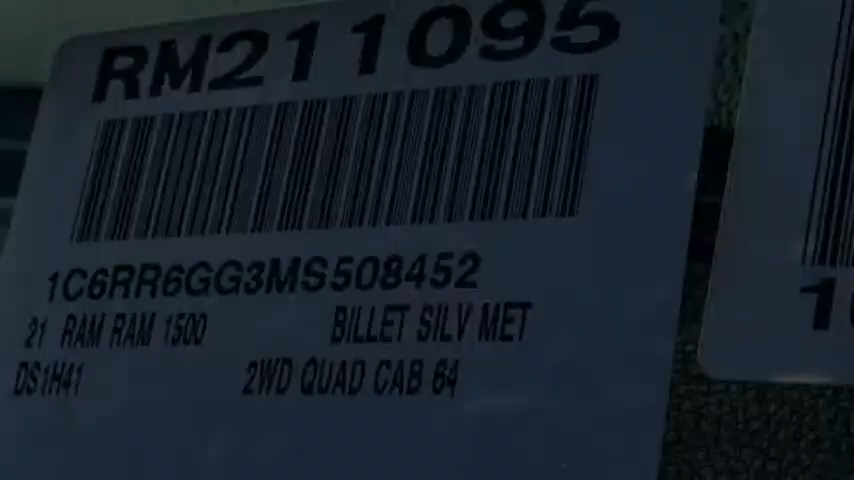 RM211095
1C6RR6GG3MS508452
21 RAM RAM 1500 BILLET SILV MET
DS1H41 2WD QUAD CAB 64